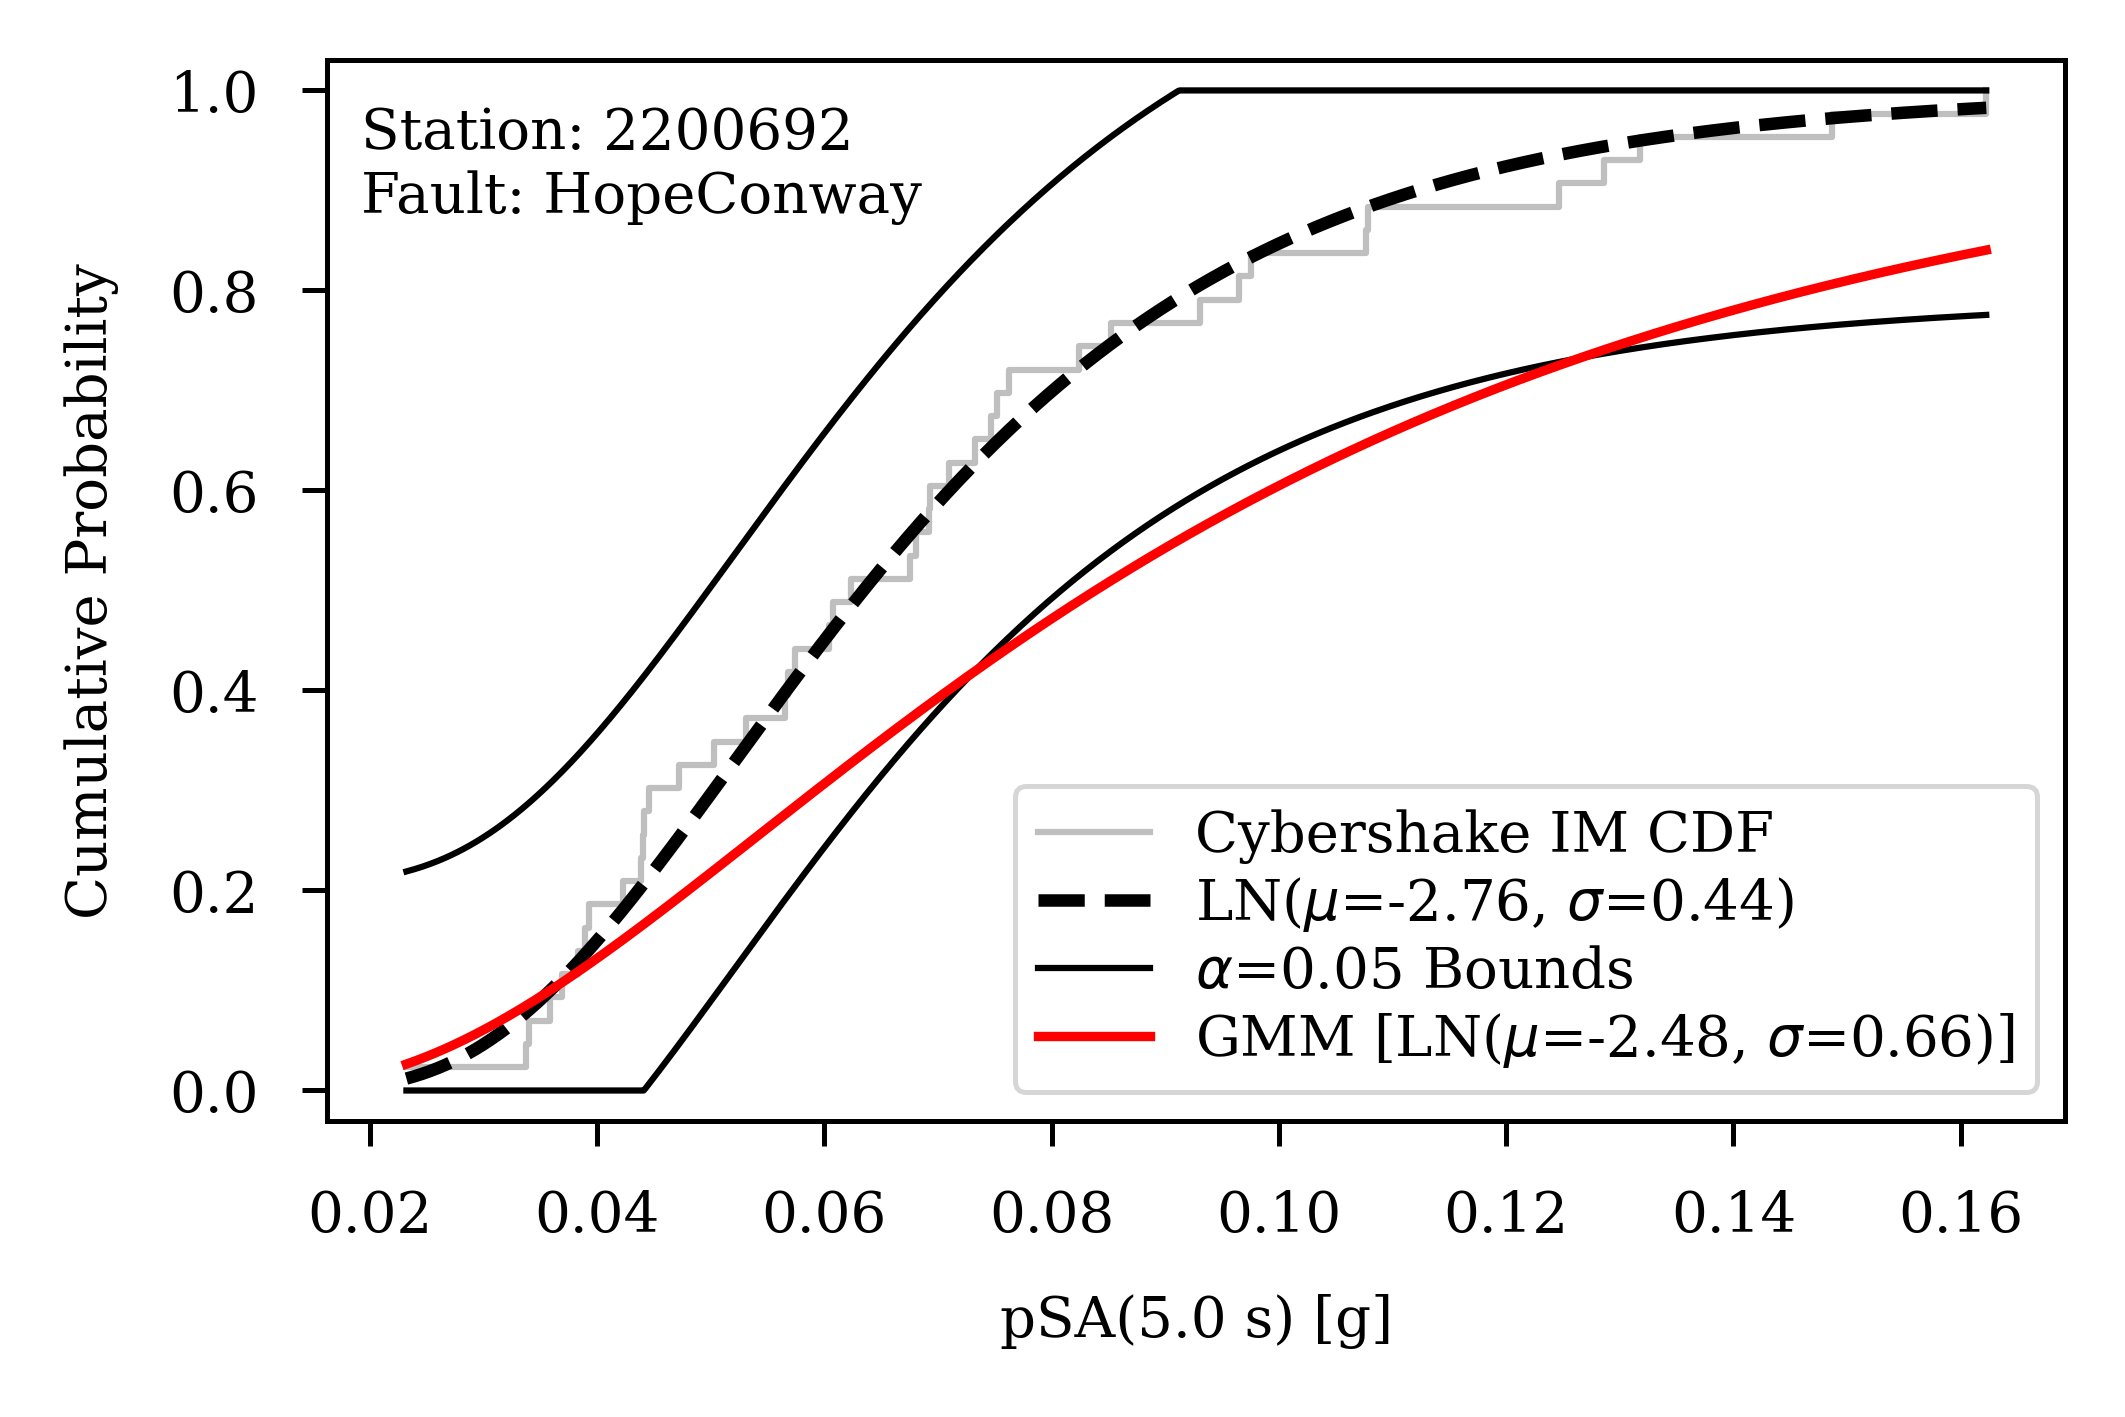 Station: 2200692
Fault: HopeConway
Cumulative Probability
1.0
0.8
0.6
0.4
0.2
0.0
Cybershake IM CDF
LN(μ=-2.76, σ=0.44)
α=0.05 Bounds
GMM [LN(μ=-2.48, σ=0.66)]
0.02 0.04 0.06 0.08 0.10 0.12 0.14 0.16
pSA(5.0 s) [g]